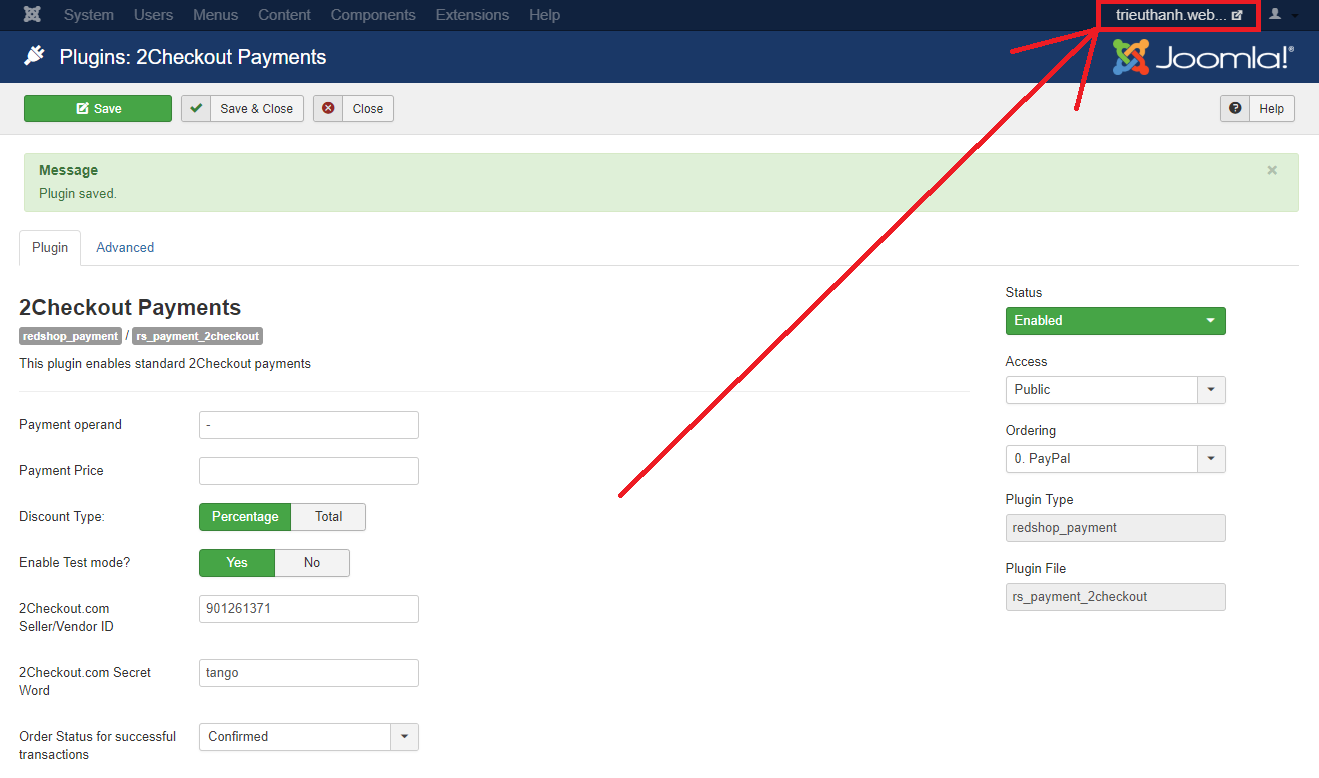 System Users Menus Content Components Extensions Help trieuthanh.web...
Plugins: 2Checkout Payments
Joomla!®
Save Save & Close Close Help
Message
Plugin saved.
Plugin Advanced
2Checkout Payments
redshop_payment / rs_payment_2checkout
This plugin enables standard 2Checkout payments
Payment operand -
Payment Price
Discount Type: Percentage Total
Enable Test mode? Yes No
2Checkout.com
Seller/Vendor ID
901261371
2Checkout.com Secret
Word
tango
Order Status for successful
transactions
Confirmed
Status
Enabled
Access
Public
Ordering
0. PayPal
Plugin Type
redshop_payment
Plugin File
rs_payment_2checkout